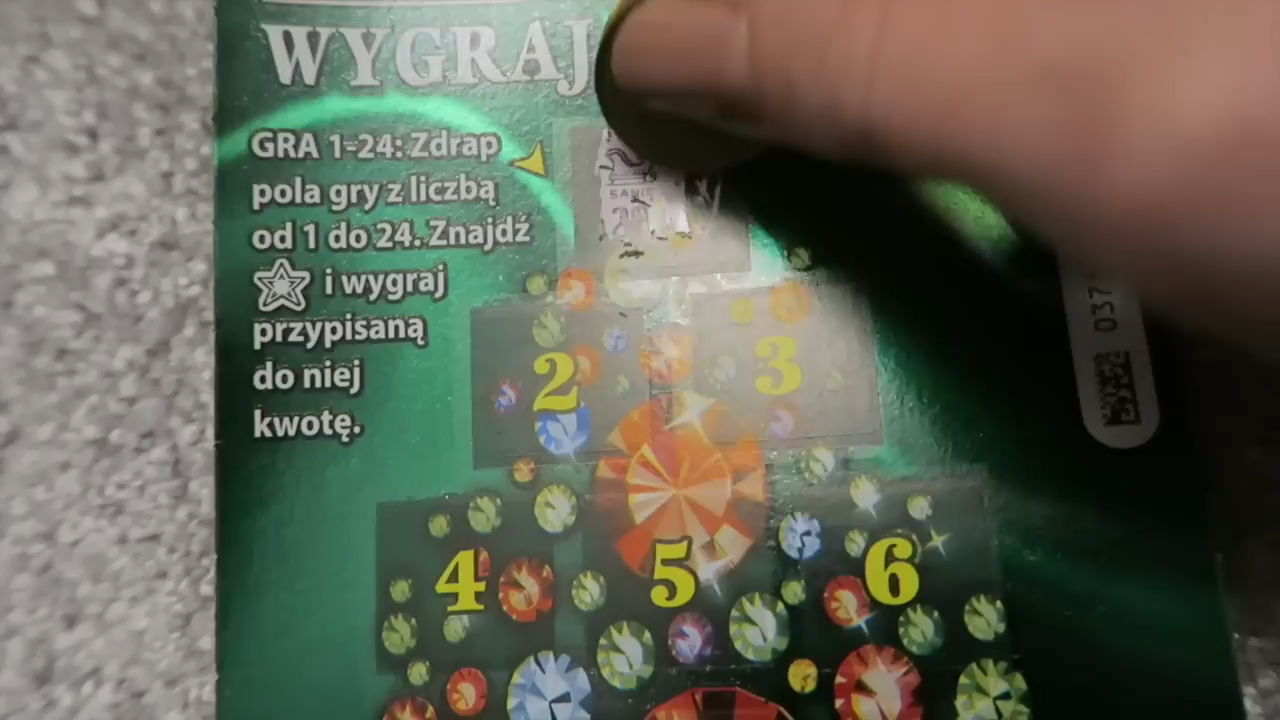 WYGRAJ
GRA 1-24: Zdrap
pola gry z liczbą
od 1 do 24. Znajdź
i wygraj
przypisaną
do niej
kwotę.
2
3
4
5
6
037